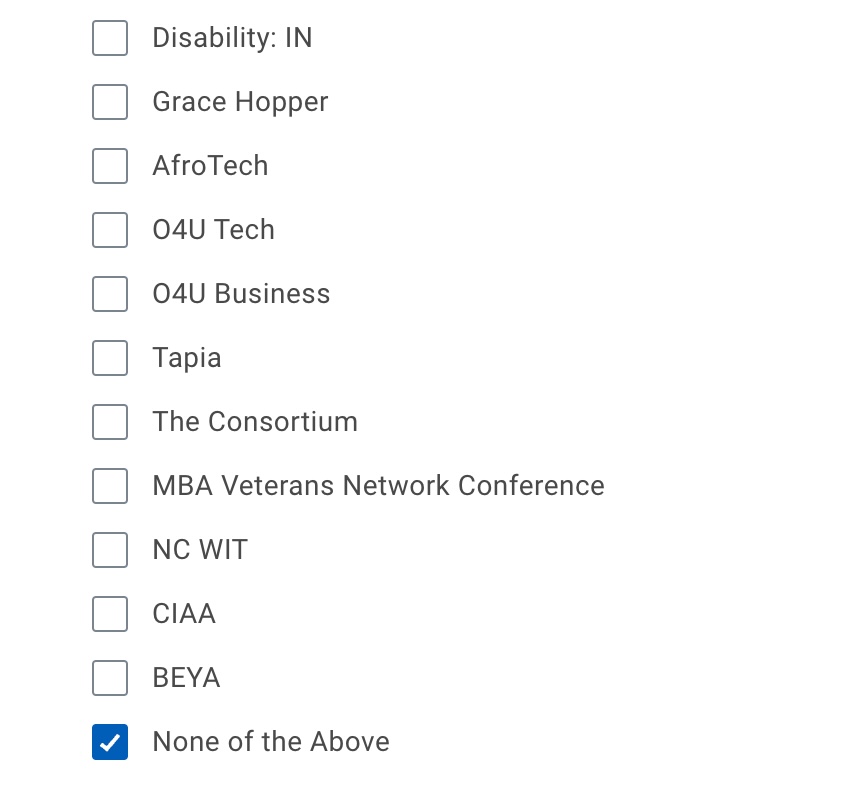 Disability: IN
Grace Hopper
AfroTech
O4U Tech
O4U Business
Tapia
The Consortium
MBA Veterans Network Conference
NC WIT
CIAA
BEYA
None of the Above